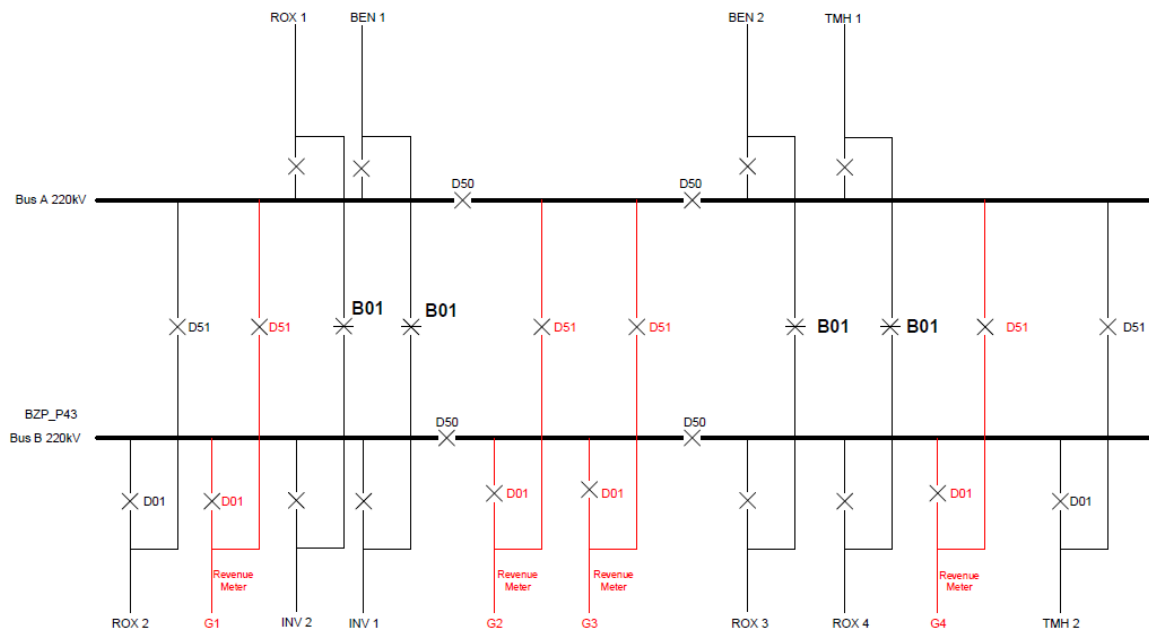 ROX 1
BEN 1
BEN 2
TMH 1
D50
D50
Bus A 220kV
D51
D51
B01
B01
D51
D51
B01
B01
D51
D51
BZP_P43
Bus B 220kV
D50
D50
D01
D01
D01
D01
D01
D01
Revenue
Meter
Revenue
Meter
Revenue
Meter
Revenue
Meter
ROX 2
G1
INV 2
INV 1
G2
G3
ROX 3
ROX 4
G4
TMH 2